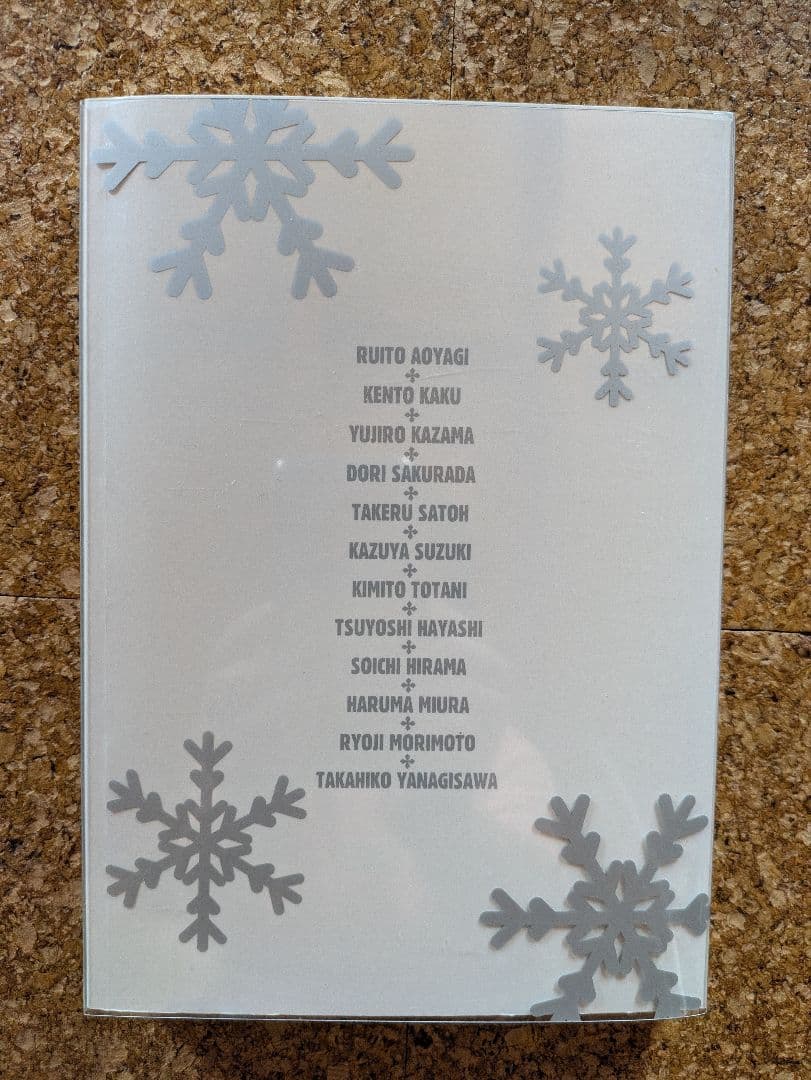 RUITO AOYAGI
KENTO KAKU
YUJIRO KAZAMA
DORI SAKURADA
TAKERU SATOH
KAZUYA SUZUKI
KIMITO TOTANI
TSUYOSHI HAYASHI
SOICHI HIRAMA
HARUMA MIURA
RYOJI MORIMOTO
TAKAHIKO YANAGISAWA